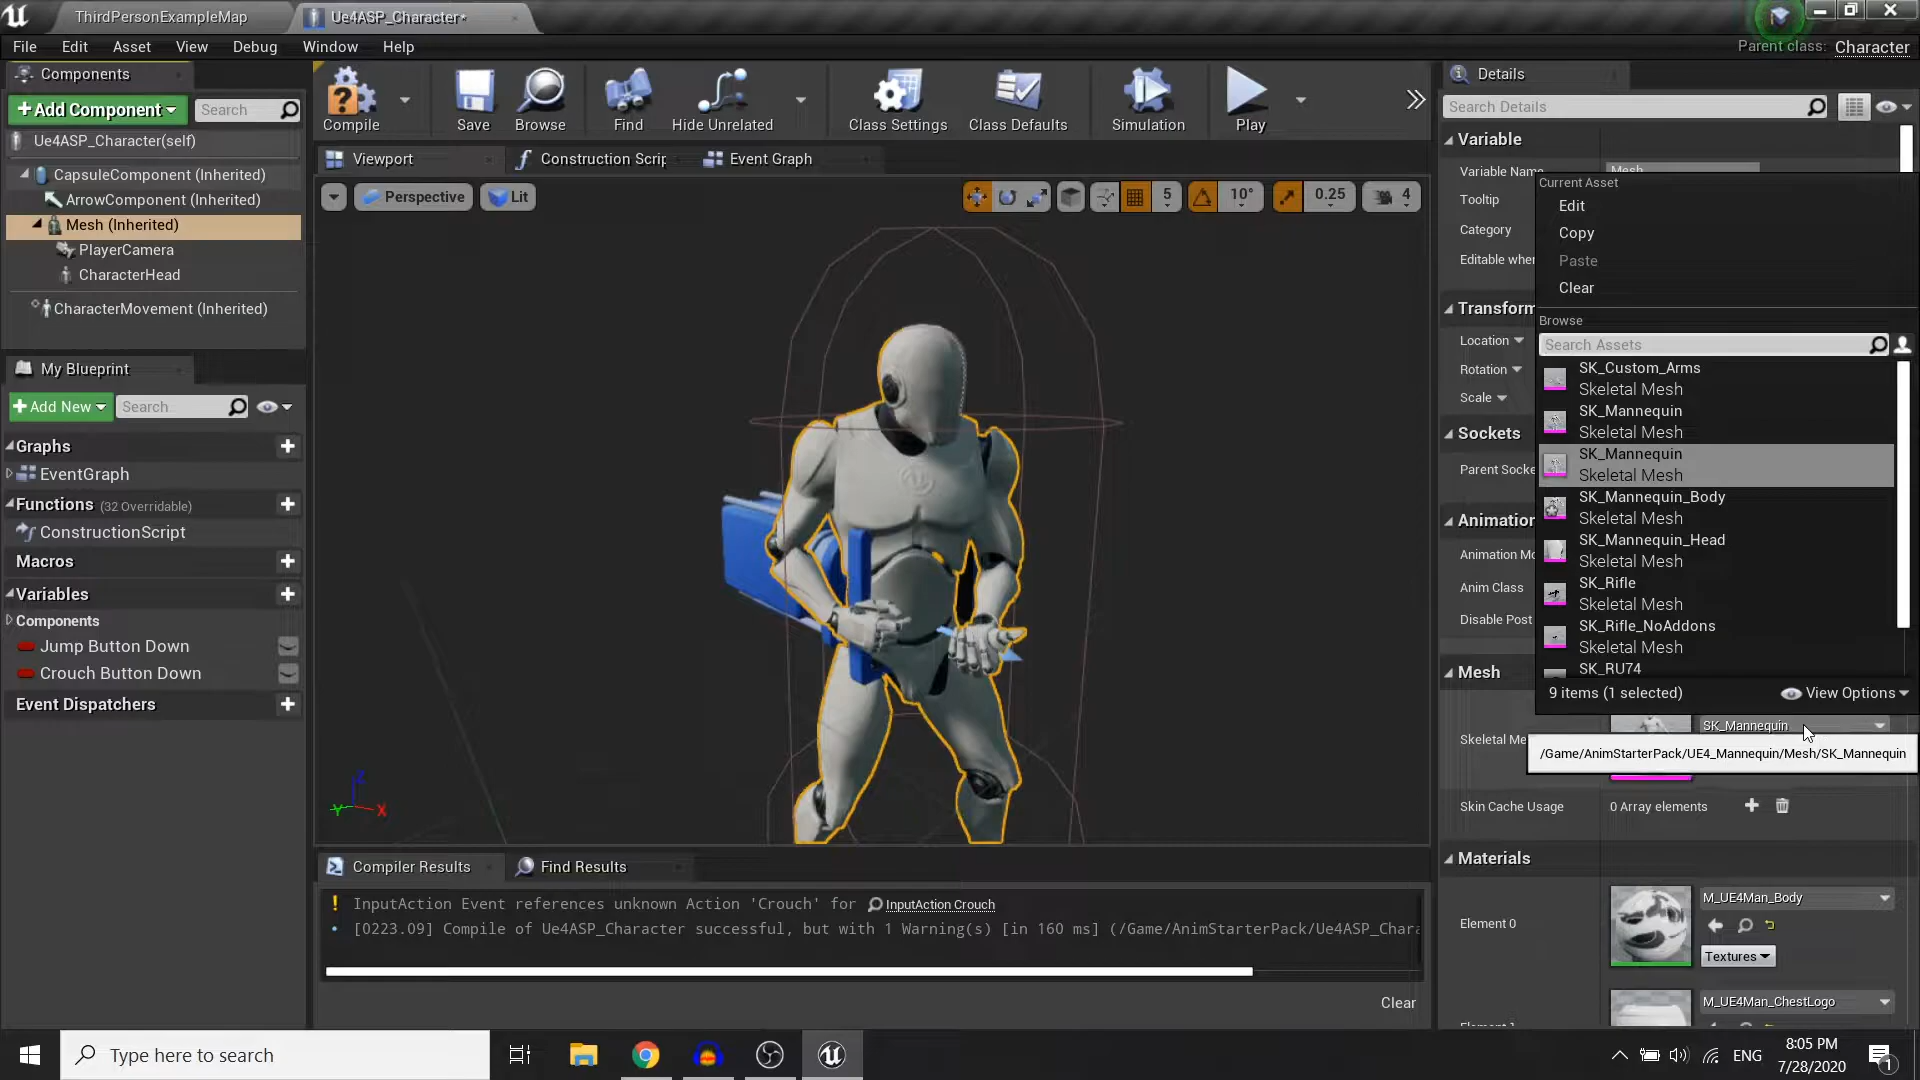 ThirdPersonExampleMap
Ue4ASP_Character*
File Edit Asset View Debug Window Help
Parent class: Character
Components
+Add Component
Search
Ue4ASP_Character(self)
CapsuleComponent (Inherited)
ArrowComponent (Inherited)
Mesh (Inherited)
PlayerCamera
CharacterHead
CharacterMovement (Inherited)
My Blueprint
+Add New
Search
Graphs
EventGraph
Functions (32 Overridable)
ConstructionScript
Macros
Variables
Components
Jump Button Down
Crouch Button Down
Event Dispatchers
Compile
Save
Browse
Find
Hide Unrelated
Class Settings
Class Defaults
Simulation
Play
Viewport
Construction Scrip
Event Graph
Perspective
Lit
5
10°
0.25
4
Z
Y
X
Compiler Results
Find Results
InputAction Event references unknown Action 'Crouch' for InputAction Crouch
[0223.09] Compile of Ue4ASP_Character successful, but with 1 Warning(s) [in 160 ms] (/Game/AnimStarterPack/Ue4ASP_Chara
Clear
Details
Search Details
Variable
Variable Name
Mesh
Tooltip
Category
Editable when
Transform
Location
Rotation
Scale
Sockets
Parent Socke
Animation
Animation Mo
Anim Class
Disable Post
Mesh
Skeletal Me
Current Asset
Edit
Copy
Paste
Clear
Browse
Search Assets
SK_Custom_Arms
Skeletal Mesh
SK_Mannequin
Skeletal Mesh
SK_Mannequin
Skeletal Mesh
SK_Mannequin_Body
Skeletal Mesh
SK_Mannequin_Head
Skeletal Mesh
SK_Rifle
Skeletal Mesh
SK_Rifle_NoAddons
Skeletal Mesh
SK_RU74
9 items (1 selected)
View Options
SK_Mannequin
/Game/AnimStarterPack/UE4_Mannequin/Mesh/SK_Mannequin
Skin Cache Usage
0 Array elements
Materials
Element 0
M_UE4Man_Body
Textures
M_UE4Man_ChestLogo
Type here to search
ENG
8:05 PM
7/28/2020
1